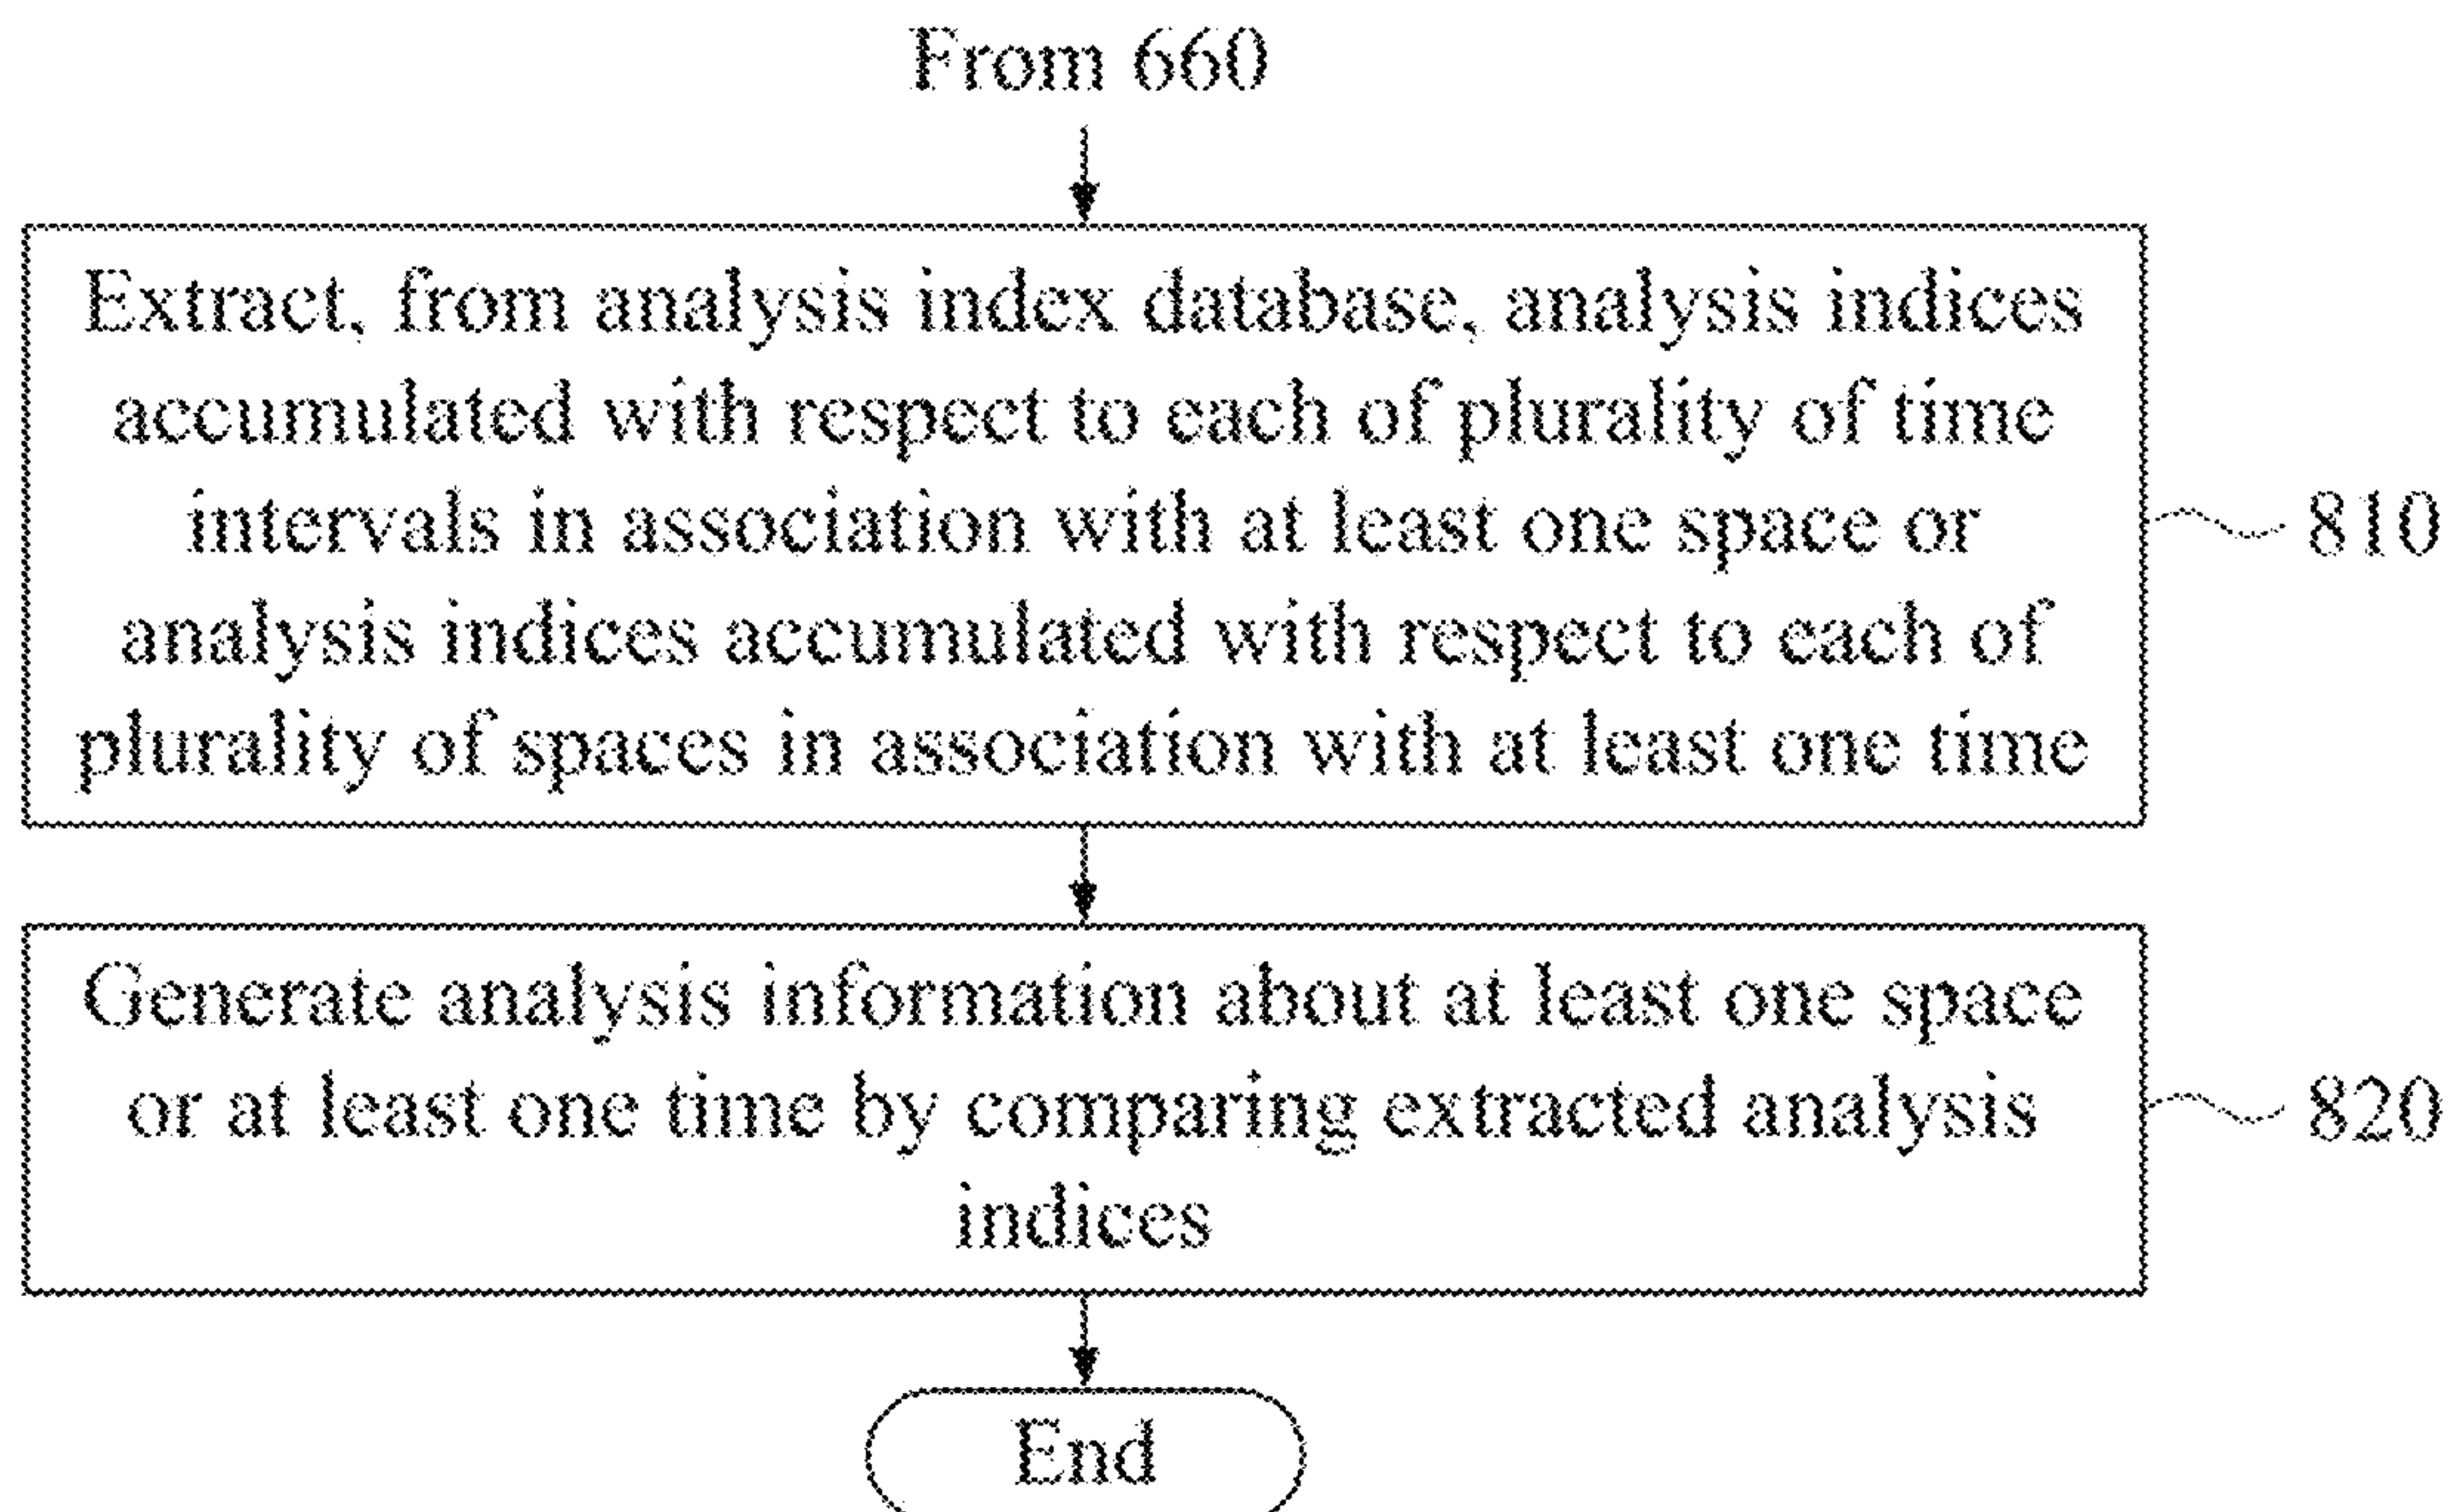 From 660
Extract, from analysis index database, analysis indices
accumulated with respect to each of plurality of time
intervals in association with at least one space or
analysis indices accumulated with respect to each of
plurality of spaces in association with at least one time
810
Generate analysis information about at least one space
or at least one time by comparing extracted analysis
indices
820
End